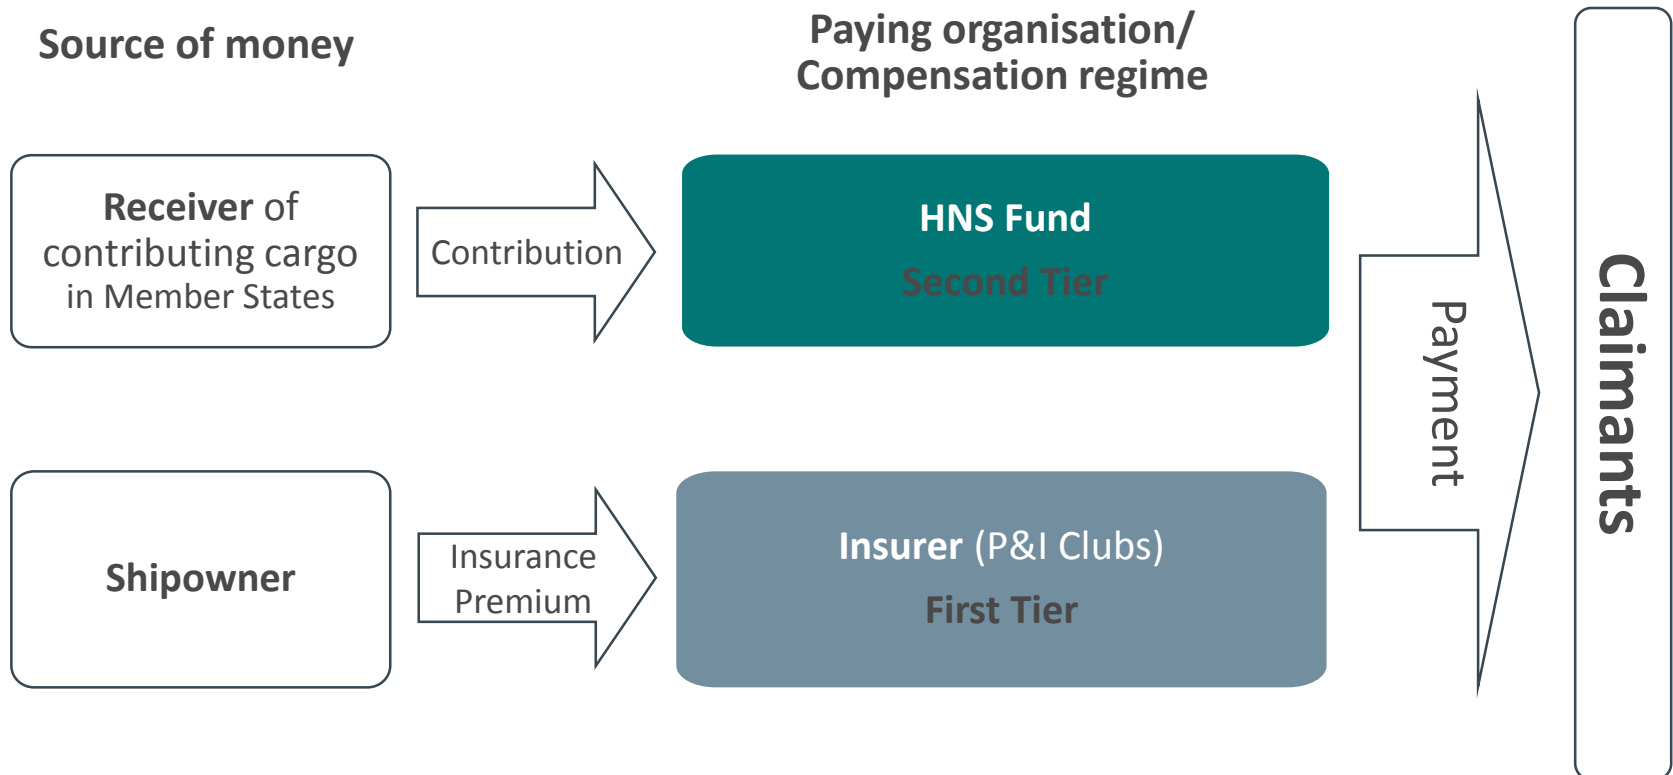 Source of money
Paying organisation/
Compensation regime
Receiver of
contributing cargo
in Member States
Contribution
HNS Fund
Second Tier
Shipowner
Insurance
Premium
Insurer (P&I Clubs)
First Tier
Payment
Claimants